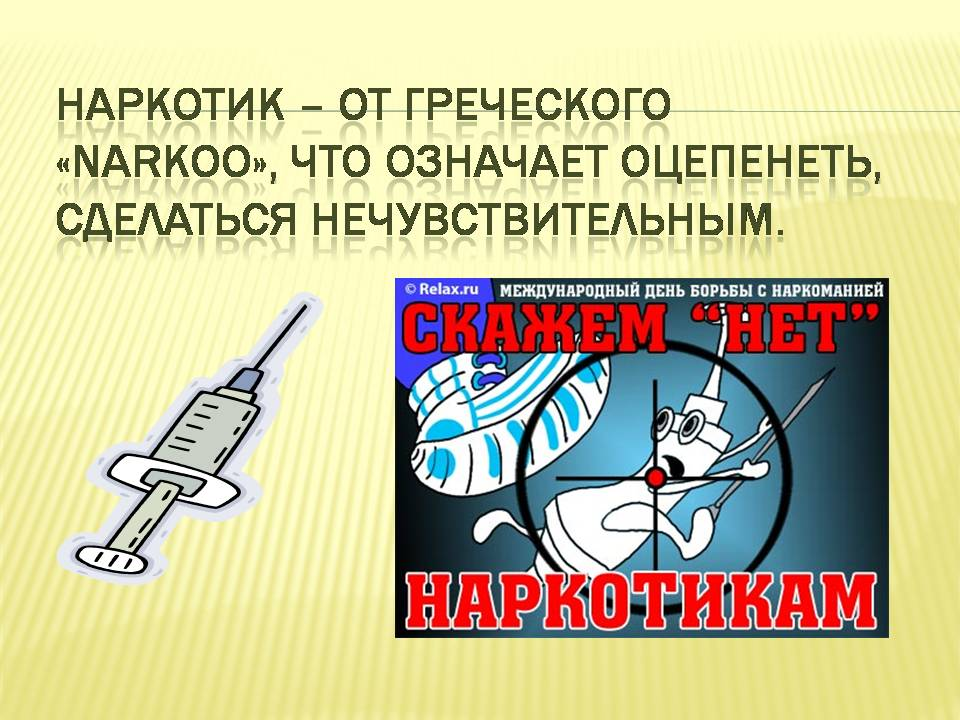 НАРКОТИК – ОТ ГРЕЧЕСКОГО
«NARKOO», ЧТО ОЗНАЧАЕТ ОЦЕПЕНЕТЬ,
СДЕЛАТЬСЯ НЕЧУВСТВИТЕЛЬНЫМ.
© Relax.ru МЕЖДУНАРОДНЫЙ ДЕНЬ БОРЬБЫ С НАРКОМАНИЕЙ
СКАЖЕМ “НЕТ”
НАРКОТИКАМ